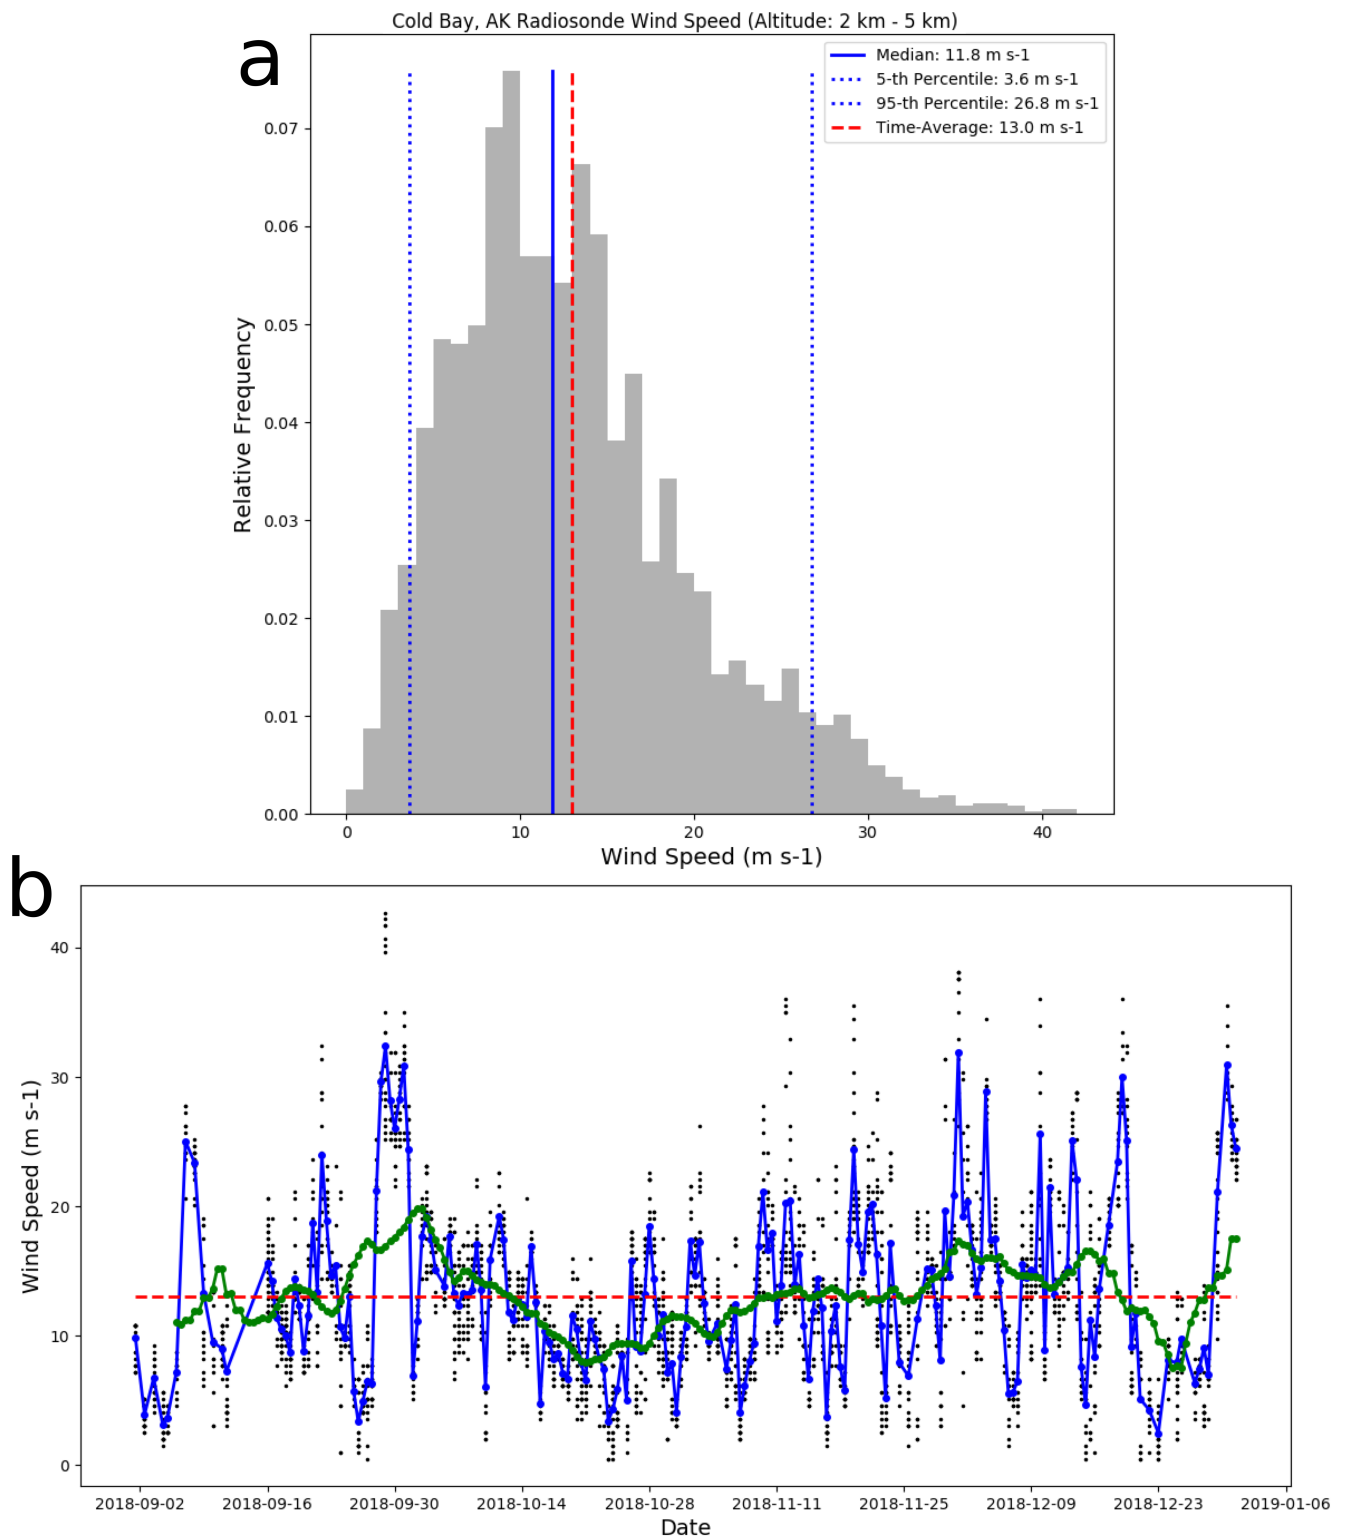 Cold Bay, AK Radiosonde Wind Speed (Altitude: 2 km - 5 km)
a
Median: 11.8 m s-1
5-th Percentile: 3.6 m s-1
95-th Percentile: 26.8 m s-1
Time-Average: 13.0 m s-1
0.07
0.06
0.05
0.04
0.03
0.02
0.01
0.00
Relative Frequency
0 10 20 30 40
Wind Speed (m s-1)
b
40
30
20
10
0
Wind Speed (m s-1)
2018-09-02 2018-09-16 2018-09-30 2018-10-14 2018-10-28 2018-11-11 2018-11-25 2018-12-09 2018-12-23 2019-01-06
Date